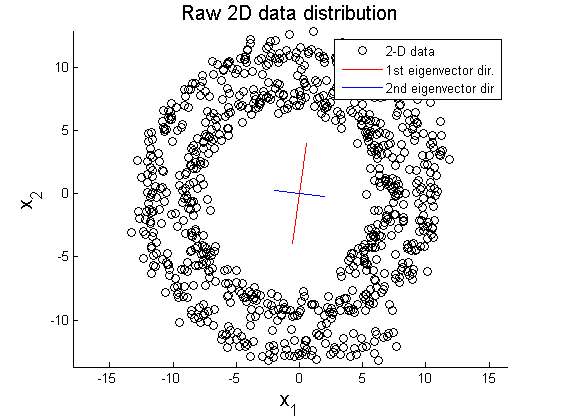 Raw 2D data distribution
2-D data
1st eigenvector dir.
2nd eigenvector dir
10
5
0
-5
-10
x2
-15
-10
-5
0
5
10
15
x1